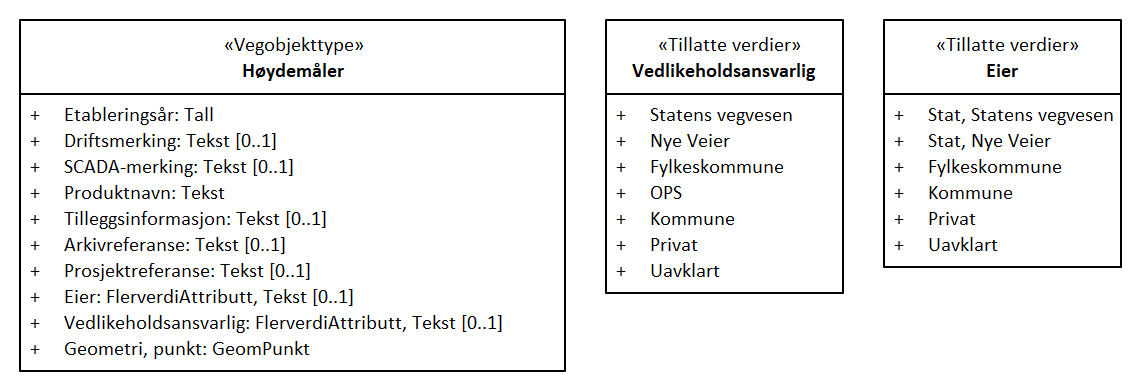 «Vegobjekttype»
Høydemåler
+ Etableringsår: Tall
+ Driftsmerking: Tekst [0..1]
+ SCADA-merking: Tekst [0..1]
+ Produktnavn: Tekst
+ Tilleggsinformasjon: Tekst [0..1]
+ Arkivreferanse: Tekst [0..1]
+ Prosjektreferanse: Tekst [0..1]
+ Eier: FlerverdiAttributt, Tekst [0..1]
+ Vedlikeholdsansvarlig: FlerverdiAttributt, Tekst [0..1]
+ Geometri, punkt: GeomPunkt
«Tillatte verdier»
Vedlikeholdsansvarlig
+ Statens vegvesen
+ Nye Veier
+ Fylkeskommune
+ OPS
+ Kommune
+ Privat
+ Uavklart
«Tillatte verdier»
Eier
+ Stat, Statens vegvesen
+ Stat, Nye Veier
+ Fylkeskommune
+ Kommune
+ Privat
+ Uavklart